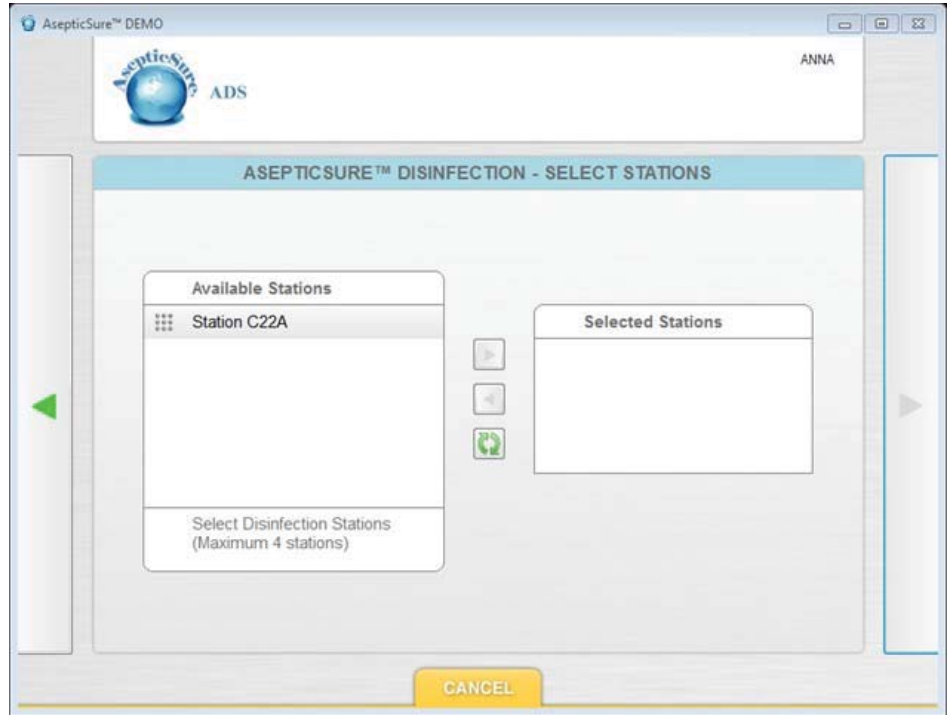 AsepticSure™ DEMO
AsepticSure
ADS
ANNA
ASEPTICSURE™ DISINFECTION - SELECT STATIONS
Available Stations
Station C22A
Selected Stations
Select Disinfection Stations
(Maximum 4 stations)
CANCEL